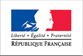 Liberté • Égalité • Fraternité
RÉPUBLIQUE FRANÇAISE